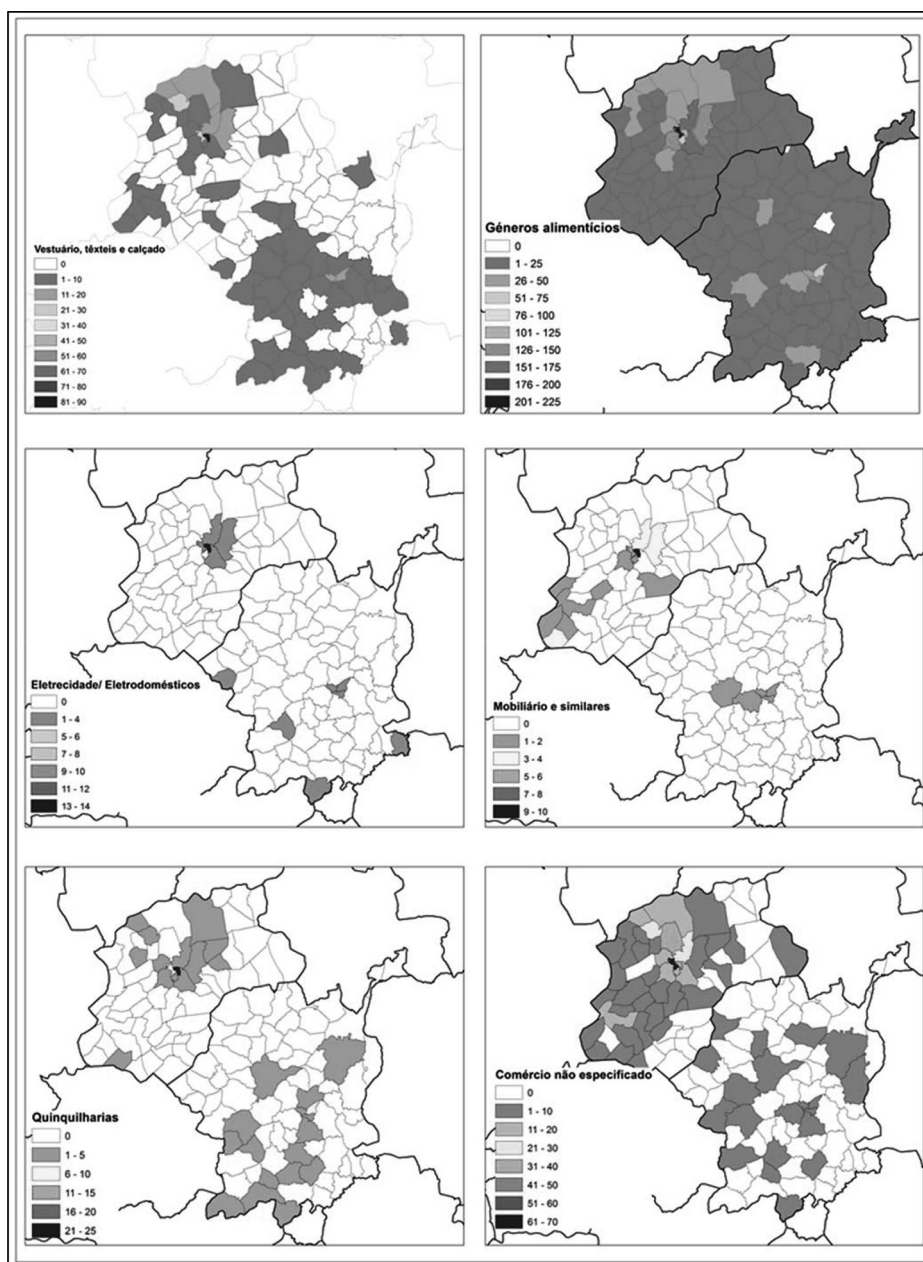 Vestuário, têxteis e calçado
0
1 - 10
11 - 20
21 - 30
31 - 40
41 - 50
51 - 60
61 - 70
71 - 80
81 - 90
Géneros alimentícios
0
1 - 25
26 - 50
51 - 75
76 - 100
101 - 125
126 - 150
151 - 175
176 - 200
201 - 225
Eletrecidade/ Eletrodomésticos
0
1 - 4
5 - 6
7 - 8
9 - 10
11 - 12
13 - 14
Mobiliário e similares
0
1 - 2
3 - 4
5 - 6
7 - 8
9 - 10
Quinquilharias
0
1 - 5
6 - 10
11 - 15
16 - 20
21 - 25
Comércio não especificado
0
1 - 10
11 - 20
21 - 30
31 - 40
41 - 50
51 - 60
61 - 70